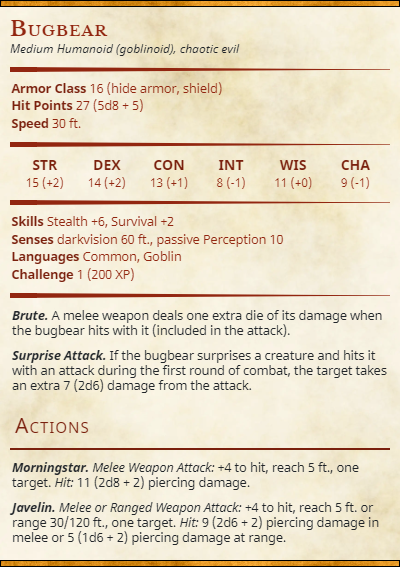 Bugbear
Medium Humanoid (goblinoid), chaotic evil
Armor Class 16 (hide armor, shield)
Hit Points 27 (5d8 + 5)
Speed 30 ft.
STR DEX CON INT WIS CHA
15 (+2) 14 (+2) 13 (+1) 8 (-1) 11 (+0) 9 (-1)
Skills Stealth +6, Survival +2
Senses darkvision 60 ft., passive Perception 10
Languages Common, Goblin
Challenge 1 (200 XP)
Brute. A melee weapon deals one extra die of its damage when
the bugbear hits with it (included in the attack).
Surprise Attack. If the bugbear surprises a creature and hits it
with an attack during the first round of combat, the target takes
an extra 7 (2d6) damage from the attack.
Actions
Morningstar. Melee Weapon Attack: +4 to hit, reach 5 ft., one
target. Hit: 11 (2d8 + 2) piercing damage.
Javelin. Melee or Ranged Weapon Attack: +4 to hit, reach 5 ft. or
range 30/120 ft., one target. Hit: 9 (2d6 + 2) piercing damage in
melee or 5 (1d6 + 2) piercing damage at range.